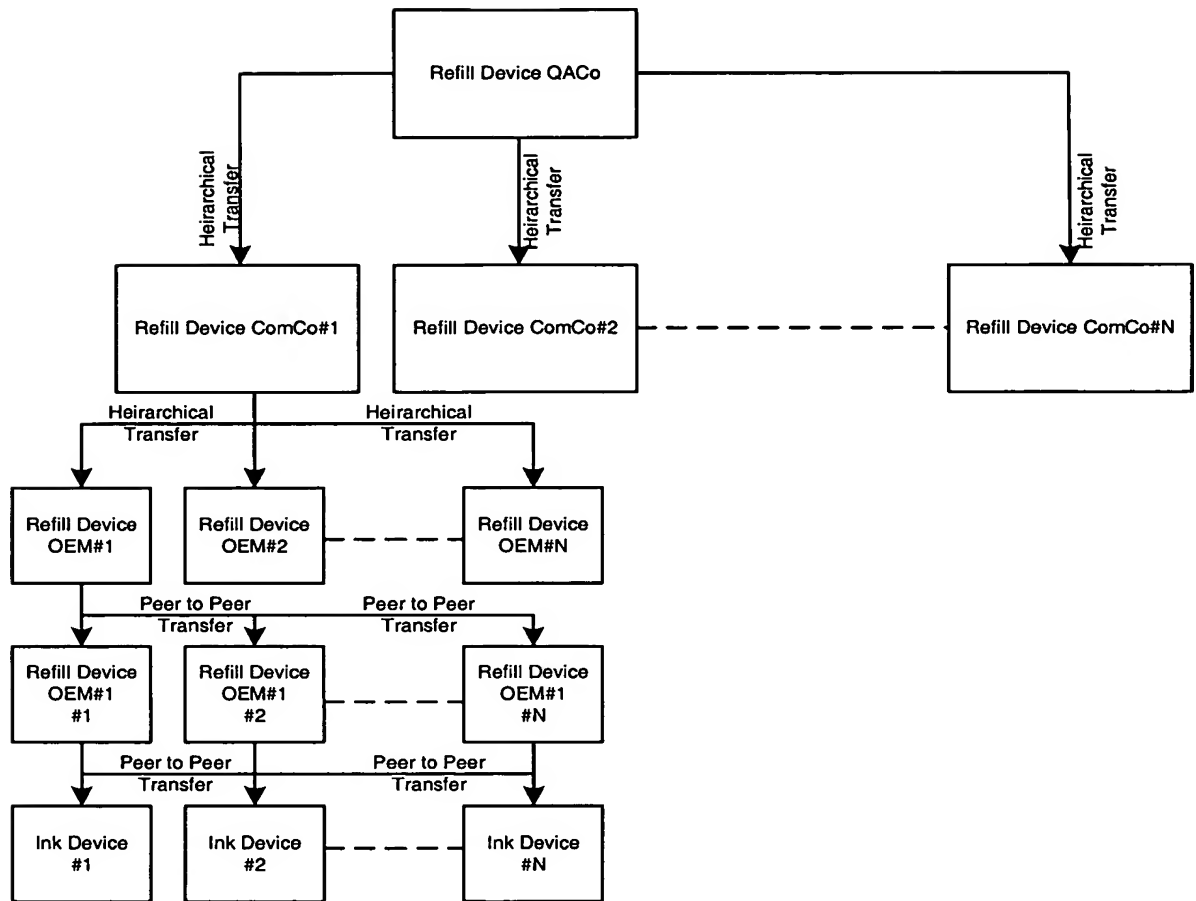 Refill Device QACo
Heirarchical
Transfer
Heirarchical
Transfer
Heirarchical
Transfer
Refill Device ComCo#1
Refill Device ComCo#2
Refill Device ComCo#N
Heirarchical
Transfer
Heirarchical
Transfer
Refill Device
OEM#1
Refill Device
OEM#2
Refill Device
OEM#N
Peer to Peer
Transfer
Peer to Peer
Transfer
Refill Device
OEM#1
#1
Refill Device
OEM#1
#2
Refill Device
OEM#1
#N
Peer to Peer
Transfer
Peer to Peer
Transfer
Ink Device
#1
Ink Device
#2
Ink Device
#N